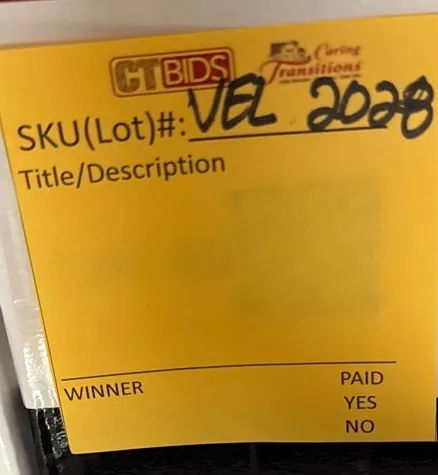 CTBIDS Caring Transitions
SKU(Lot)#: VEL 2028
Title/Description
WINNER PAID
YES
NO